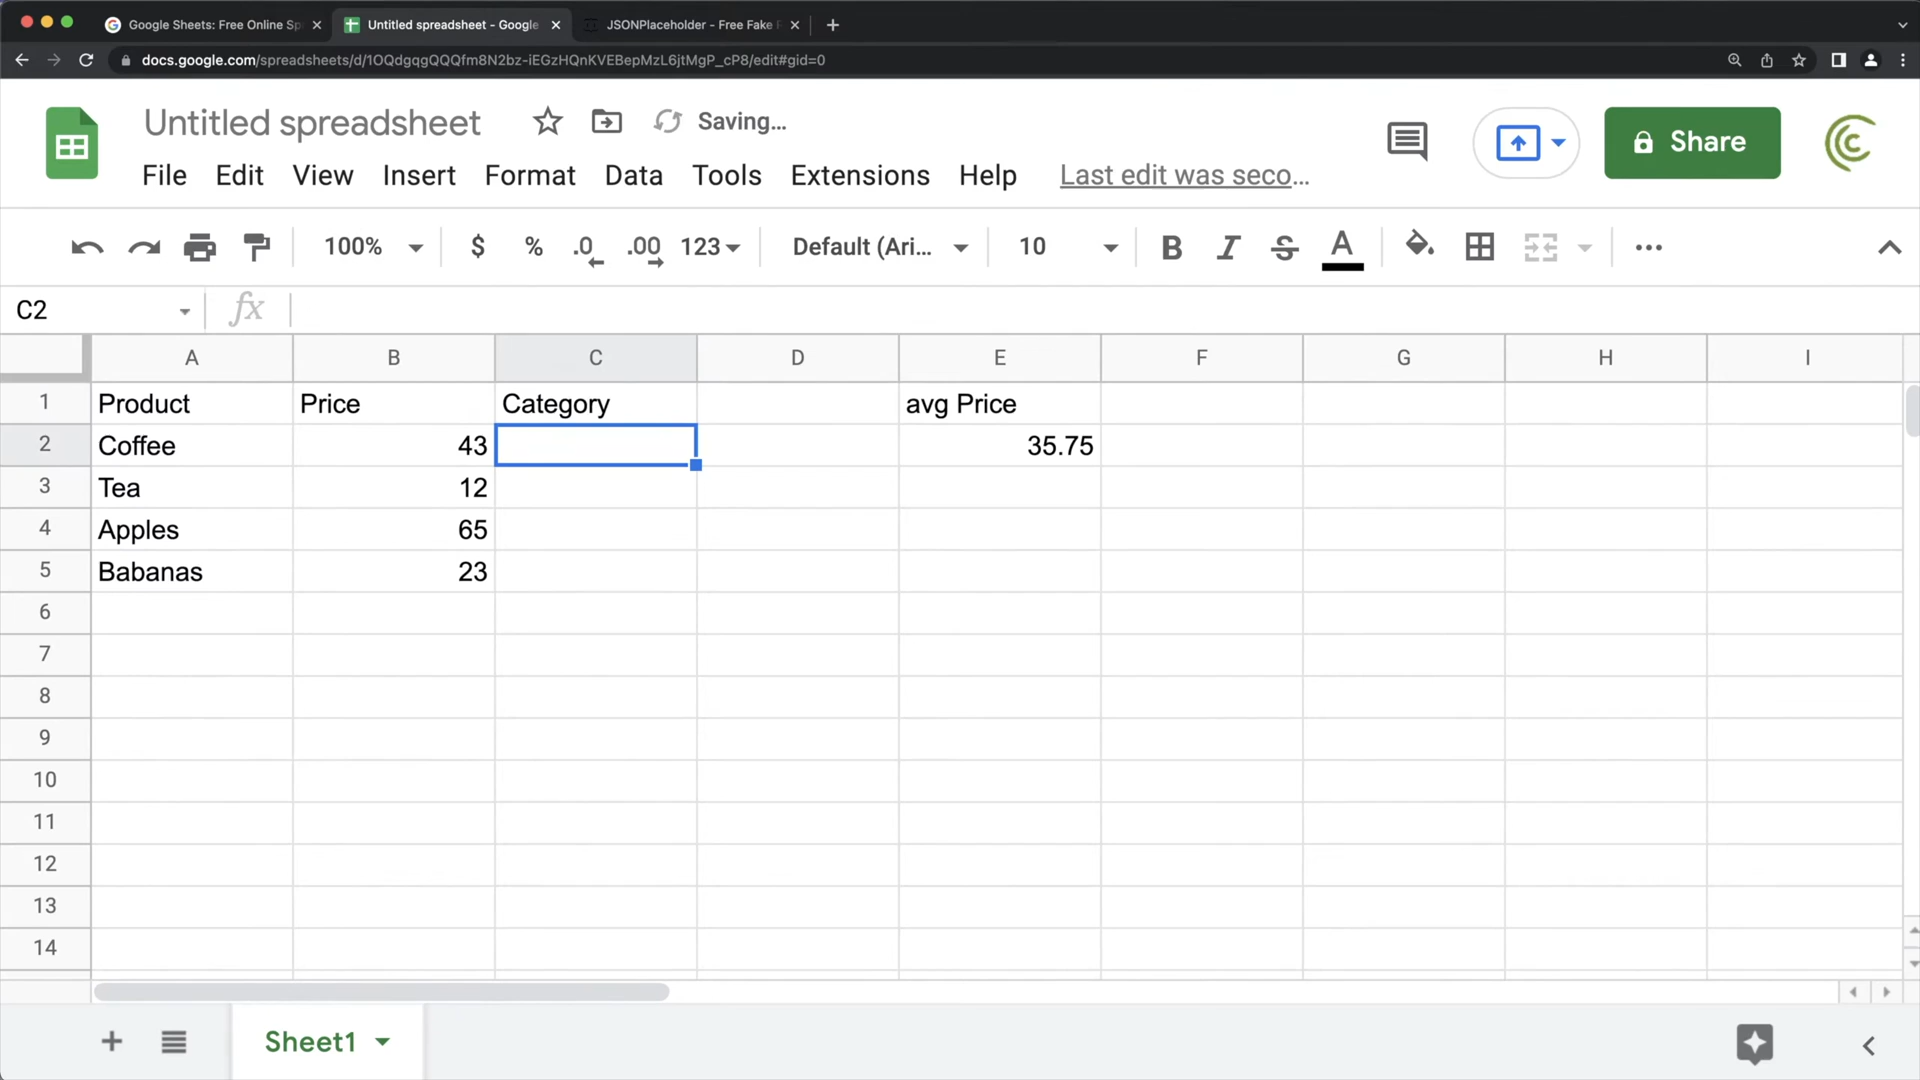 Google Sheets: Free Online Sp
Untitled spreadsheet - Google
JSONPlaceholder - Free Fake
docs.google.com/spreadsheets/d/1OQdgqgQQQfm8N2bz-iEGzHQnKVEBepMzL6jtMgP_cP8/edit#gid=0
Untitled spreadsheet Saving...
Share
File Edit View Insert Format Data Tools Extensions Help Last edit was seco...
100% $ % .0 .00 123 Default (Ari... 10 B I S A
C2 fx
A B C D E F G H I
1 Product Price Category avg Price
2 Coffee 43 35.75
3 Tea 12
4 Apples 65
5 Babanas 23
6
7
8
9
10
11
12
13
14
Sheet1